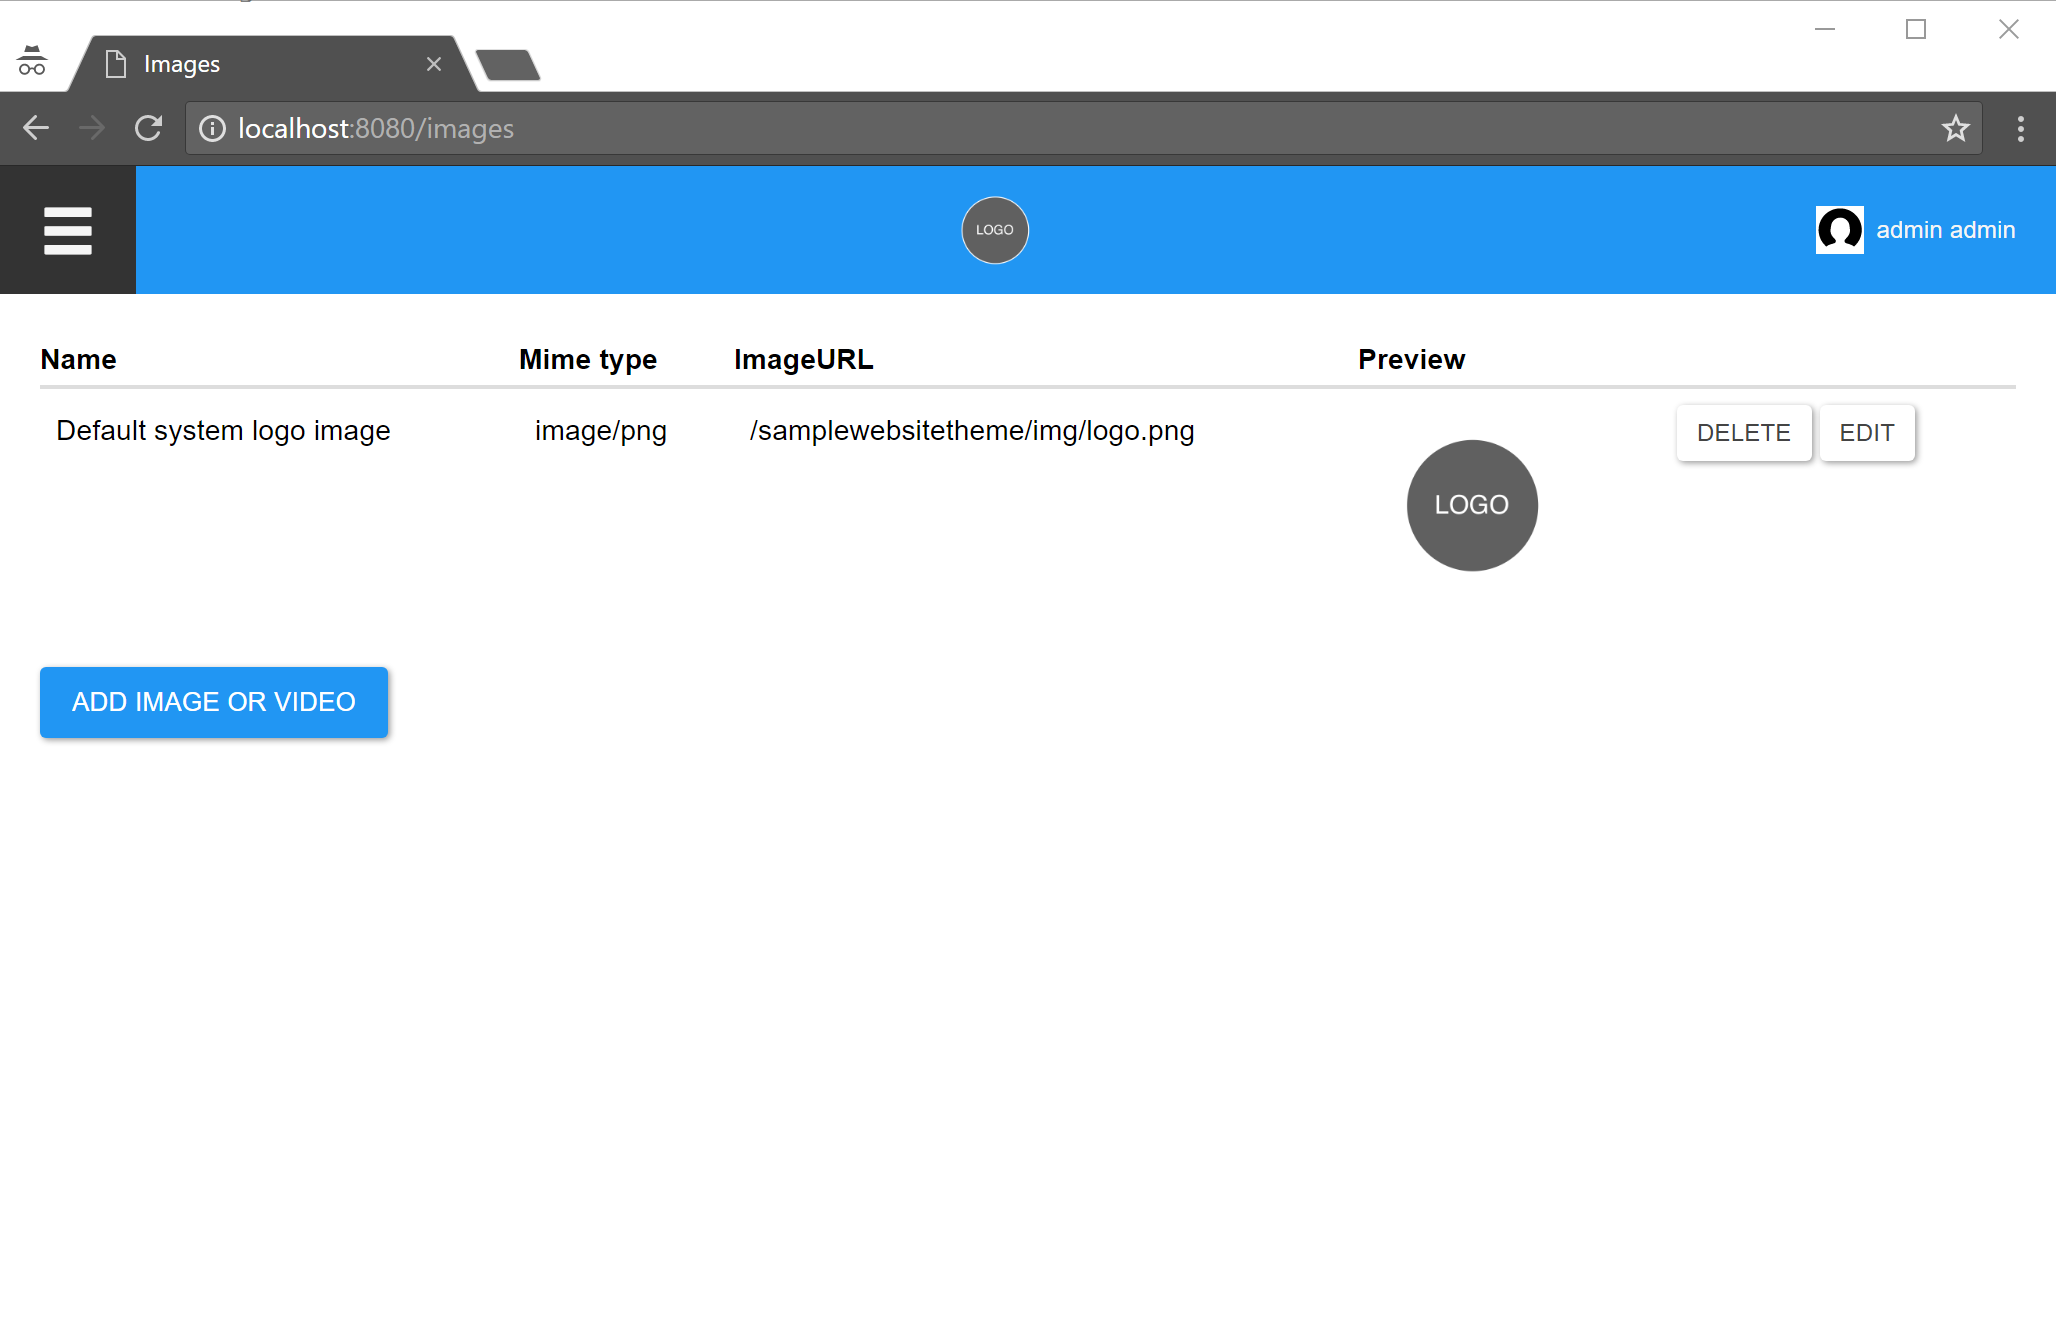 Images
localhost:8080/images
LOGO
admin admin
Name Mime type ImageURL Preview
Default system logo image image/png /samplewebsitetheme/img/logo.png DELETE EDIT
LOGO
ADD IMAGE OR VIDEO